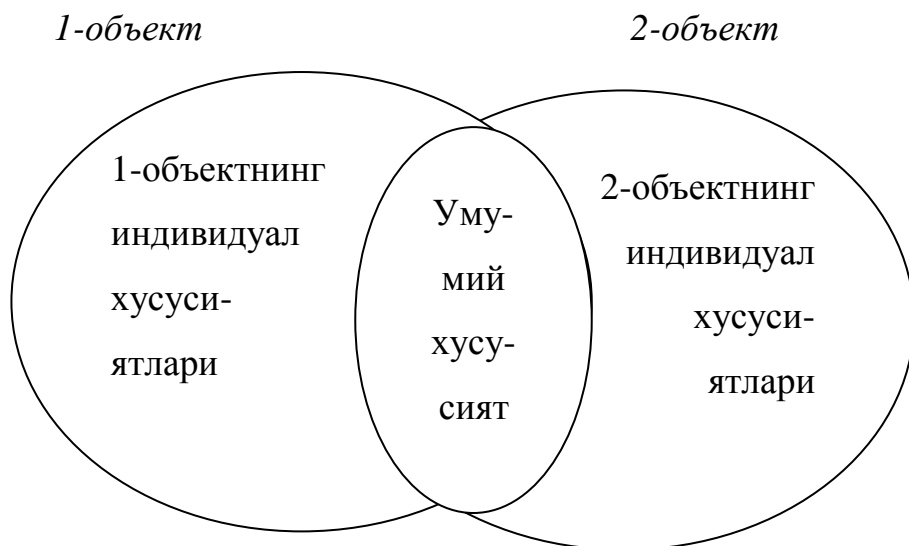 1-объект
2-объект
1-объектнинг
индивидуал
хусуси-
ятлари
Уму-
мий
хусу-
сият
2-объектнинг
индивидуал
хусуси-
ятлари